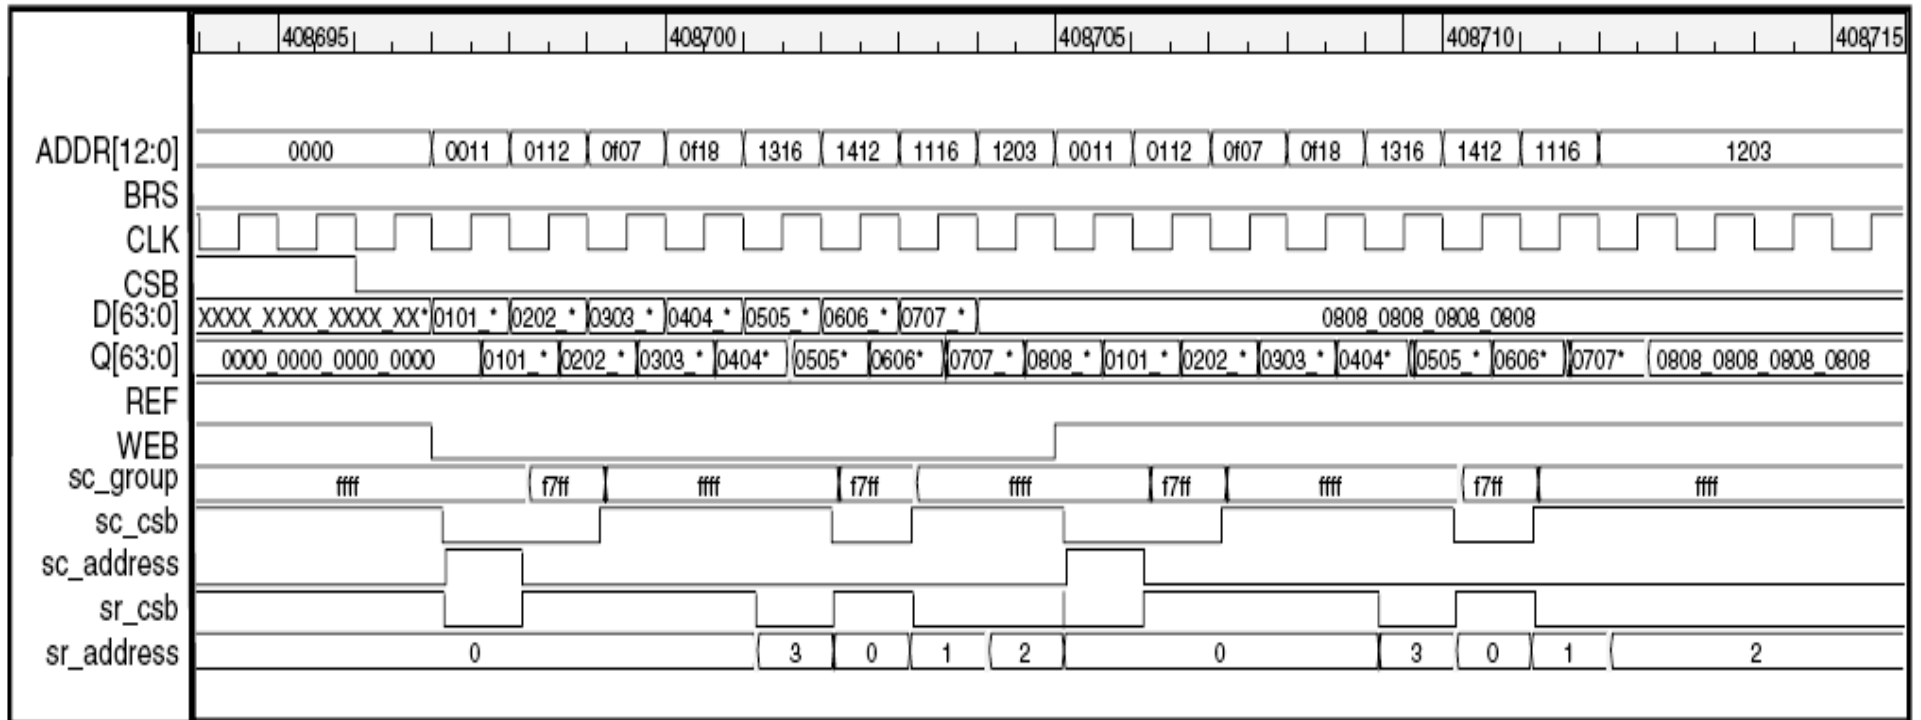 408695 408700 408705 408710 408715
ADDR[12:0] 0000 0011 0112 0f07 0f18 1316 1412 1116 1203 0011 0112 0f07 0f18 1316 1412 1116 1203
BRS
CLK
CSB
D[63:0] XXXX_XXXX_XXXX_XX* 0101_* 0202_* 0303_* 0404_* 0505_* 0606_* 0707_* 0808_0808_0808_0808
Q[63:0] 0000_0000_0000_0000 0101_* 0202_* 0303_* 0404* 0505* 0606* 0707_* 0808_* 0101_* 0202_* 0303_* 0404* 0505_* 0606* 0707* 0808_0808_0808_0808
REF
WEB
sc_group ffff f7ff ffff f7ff ffff f7ff ffff f7ff ffff
sc_csb
sc_address
sr_csb
sr_address 0 3 0 1 2 0 3 0 1 2